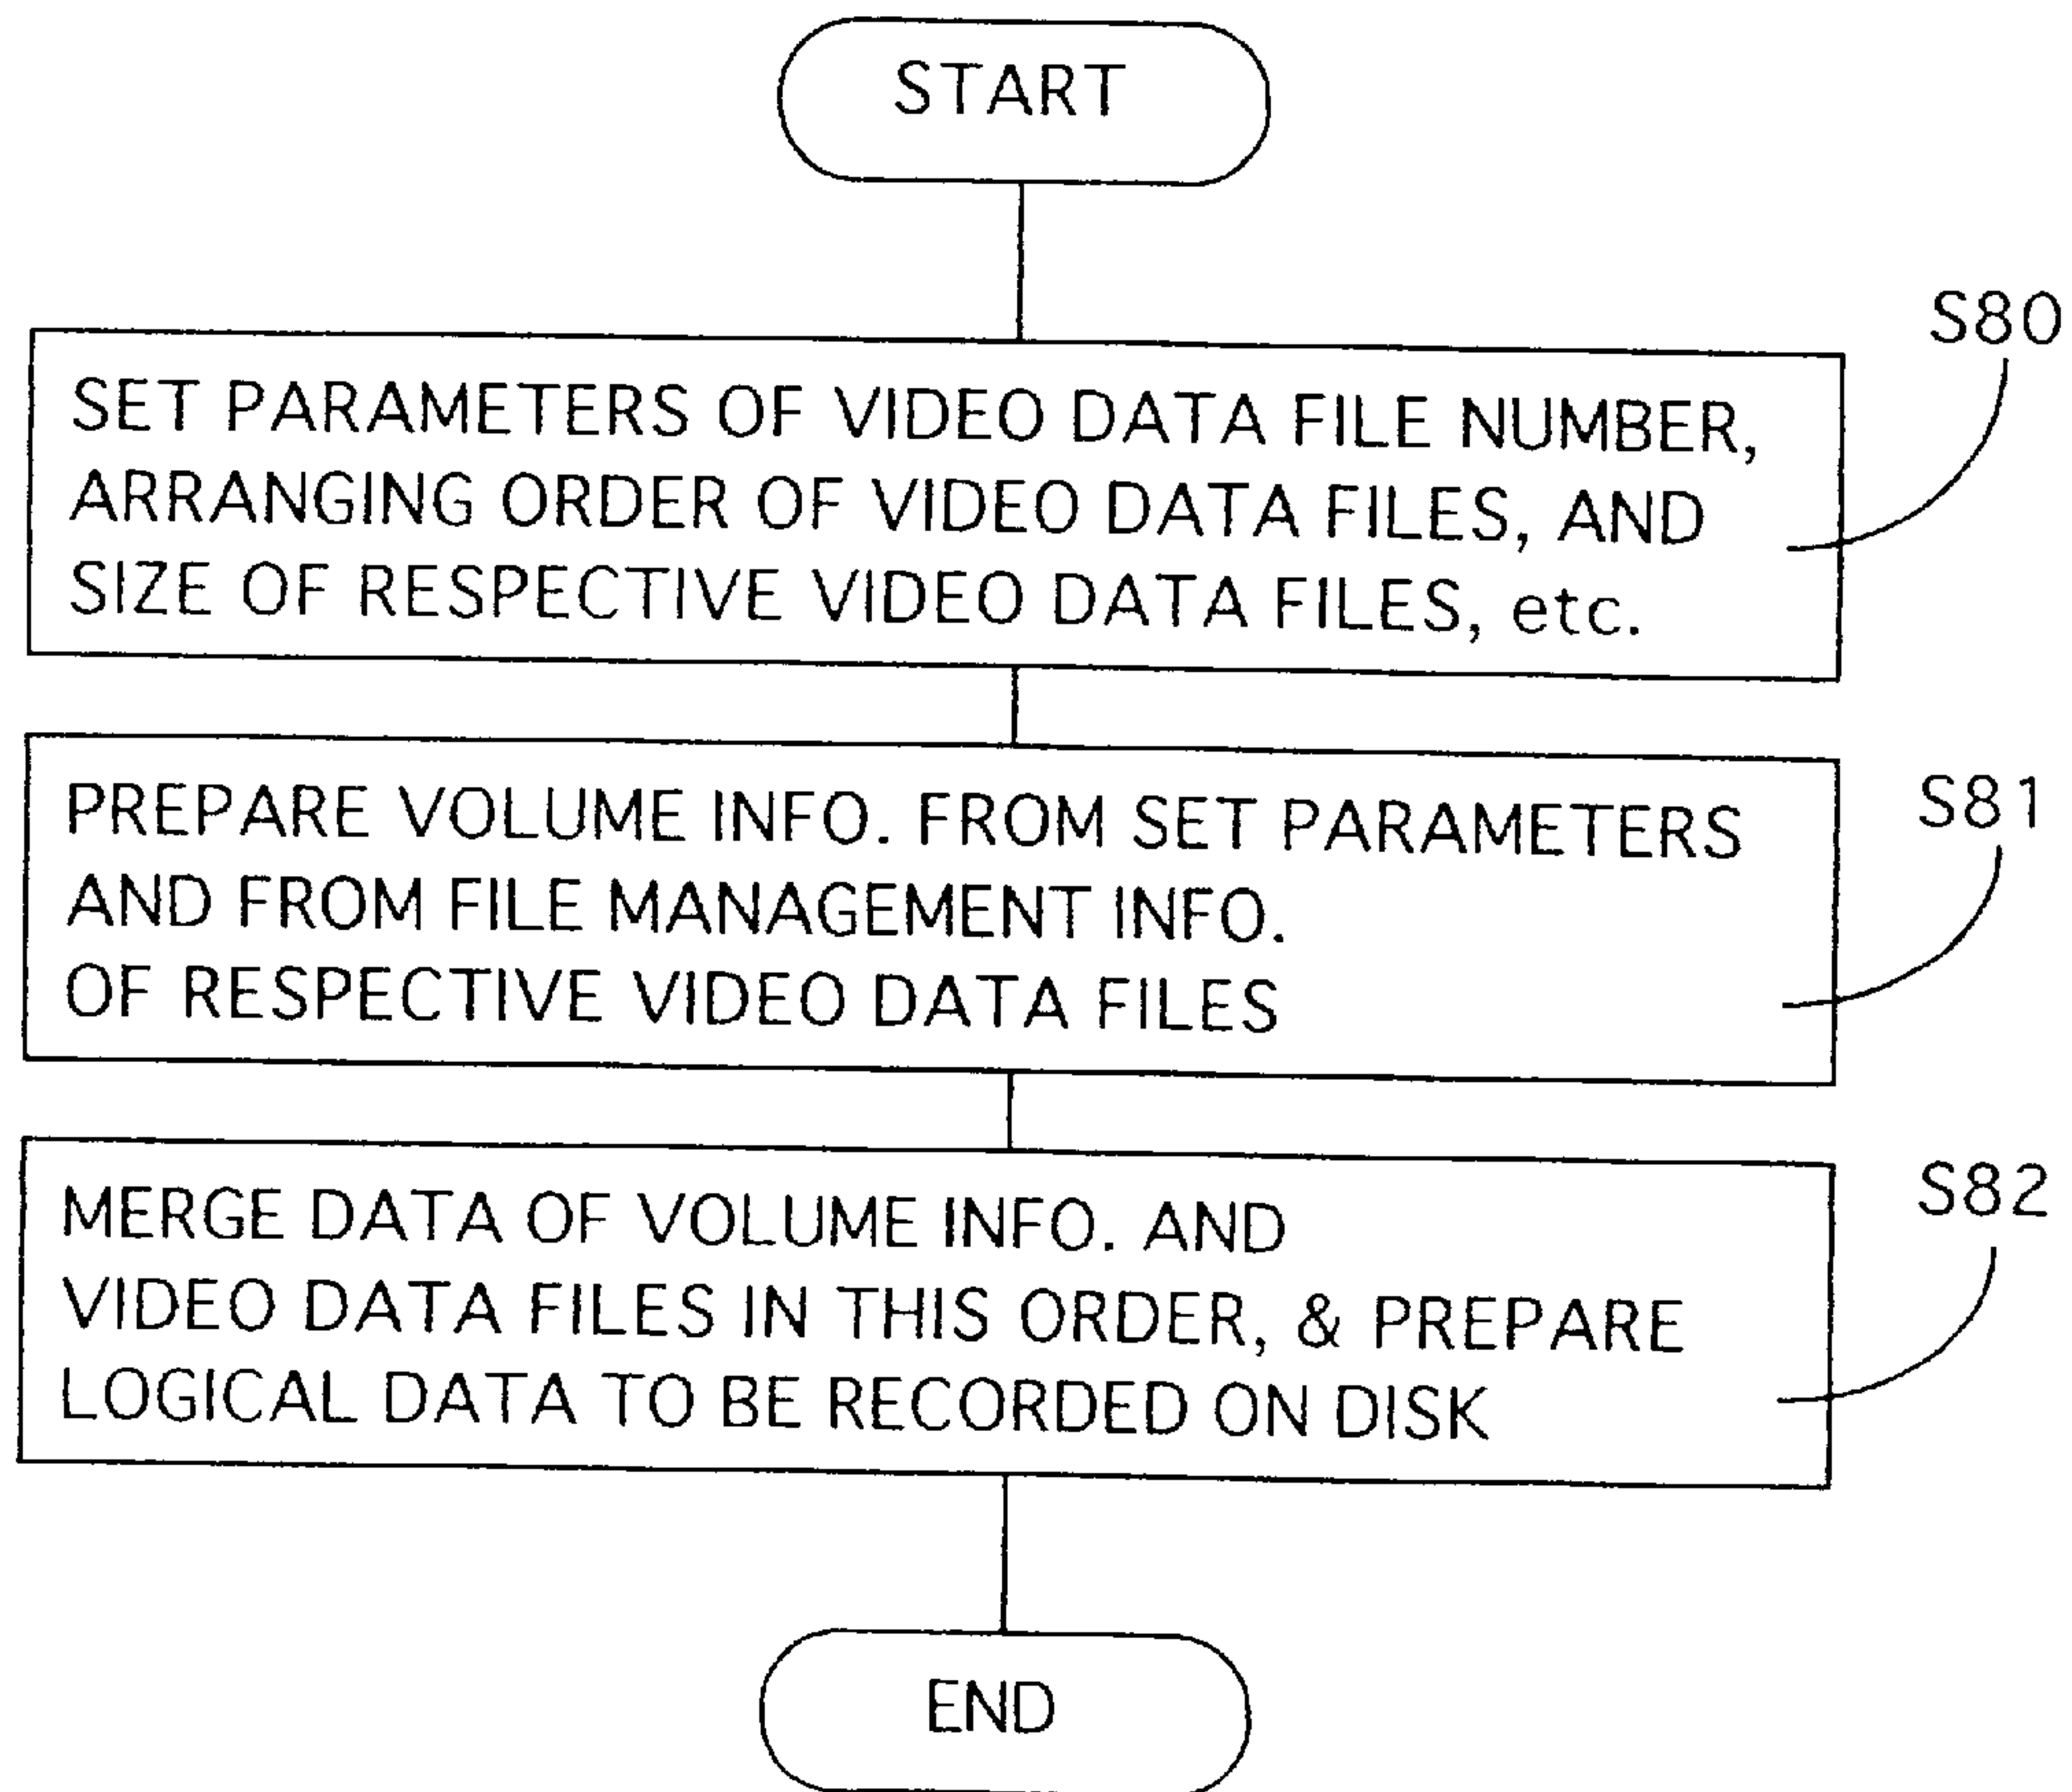 START
S80
SET PARAMETERS OF VIDEO DATA FILE NUMBER,
ARRANGING ORDER OF VIDEO DATA FILES, AND
SIZE OF RESPECTIVE VIDEO DATA FILES, etc.
S81
PREPARE VOLUME INFO. FROM SET PARAMETERS
AND FROM FILE MANAGEMENT INFO.
OF RESPECTIVE VIDEO DATA FILES
S82
MERGE DATA OF VOLUME INFO. AND
VIDEO DATA FILES IN THIS ORDER, & PREPARE
LOGICAL DATA TO BE RECORDED ON DISK
END